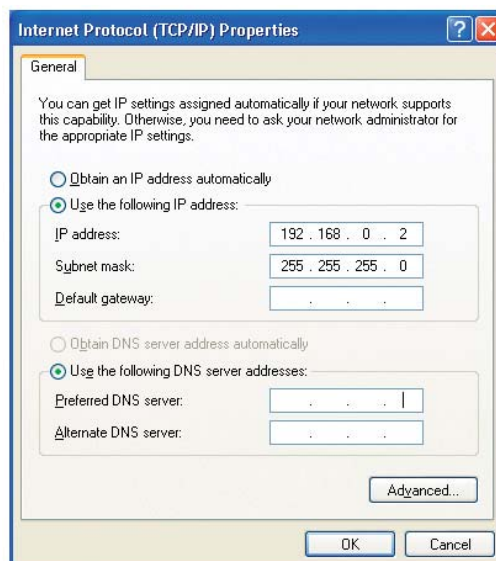 Internet Protocol (TCP/IP) Properties
General
You can get IP settings assigned automatically if your network supports
this capability. Otherwise, you need to ask your network administrator for
the appropriate IP settings.
Obtain an IP address automatically
Use the following IP address:
IP address: 192 . 168 . 0 . 2
Subnet mask: 255 . 255 . 255 . 0
Default gateway: . . .
Obtain DNS server address automatically
Use the following DNS server addresses:
Preferred DNS server: . . .
Alternate DNS server: . . .
Advanced...
OK Cancel